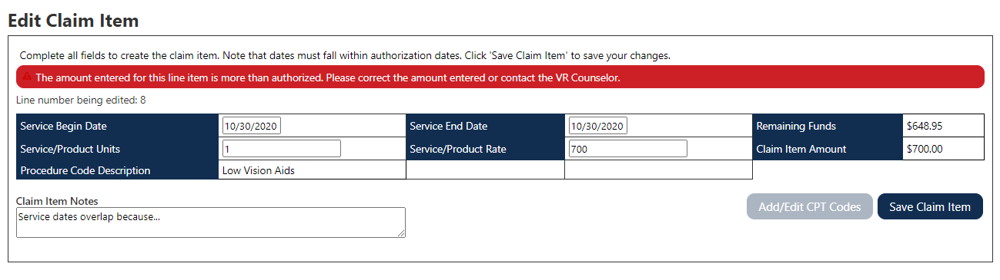 Edit Claim Item
Complete all fields to create the claim item. Note that dates must fall within authorization dates. Click 'Save Claim Item' to save your changes.
The amount entered for this line item is more than authorized. Please correct the amount entered or contact the VR Counselor.
Line number being edited: 8
Service Begin Date 10/30/2020 Service End Date 10/30/2020 Remaining Funds $648.95
Service/Product Units 1 Service/Product Rate 700 Claim Item Amount $700.00
Procedure Code Description Low Vision Aids
Claim Item Notes
Service dates overlap because...
Add/Edit CPT Codes Save Claim Item